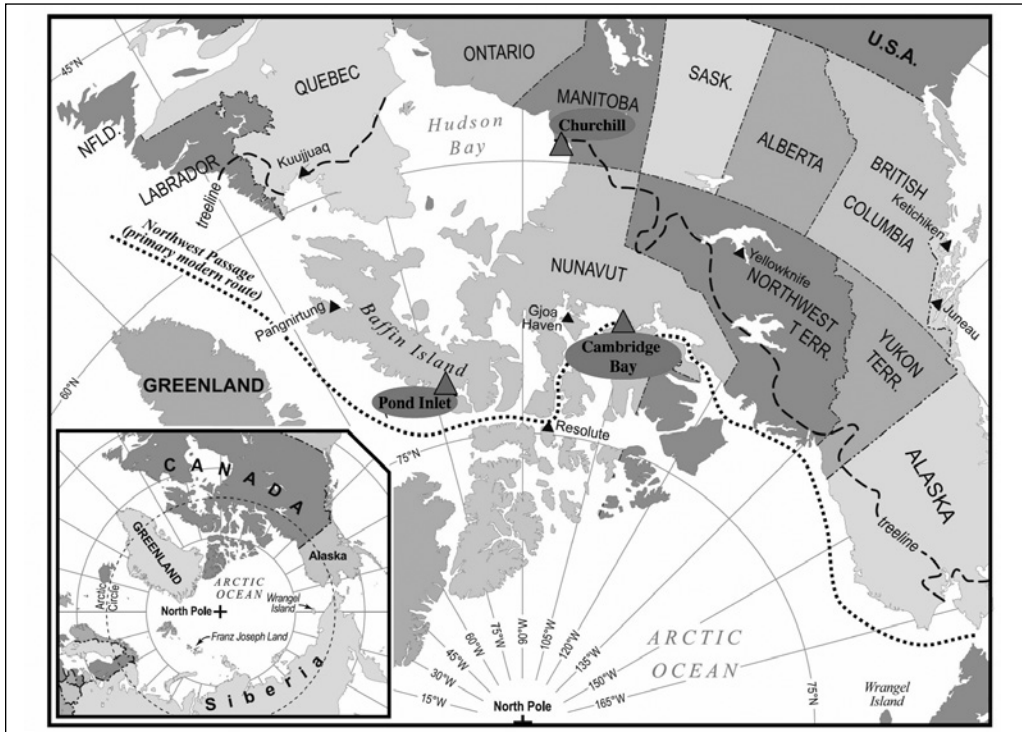 U.S.A.
45°N
ONTARIO
QUEBEC
SASK.
MANITOBA
Churchill
NFLD.
Hudson
Bay
ALBERTA
LABRADOR
Kuujjuaq
treeline
BRITISH
COLUMBIA
Ketichiken
Northwest Passage
(primary modern route)
NUNAVUT
Yellowknife
NORTHWEST
TERR.
Juneau
Pangnirtung
Baffin Island
Gjoa
Haven
Cambridge
Bay
YUKON
TERR.
60°N
GREENLAND
Pond Inlet
Resolute
75°N
ALASKA
treeline
CANADA
GREENLAND
Alaska
ARCTIC
OCEAN
Arctic
Circle
Wrangel
Island
North Pole
Franz Joseph Land
Siberia
15°W
30°W
45°W
60°W
75°W
90°W
105°W
120°W
135°W
150°W
165°W
North Pole
ARCTIC
OCEAN
75°N
Wrangel
Island